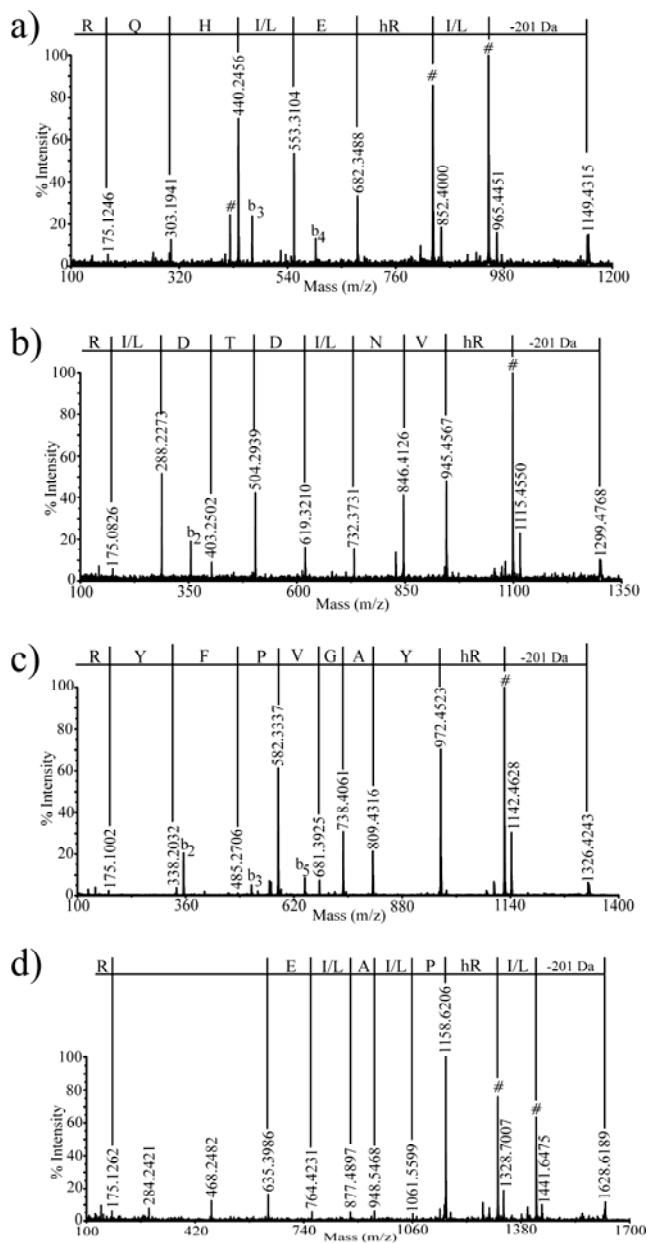 a)
R Q H I/L E hR I/L -201 Da
100
80
60
40
20
0
% Intensity
175.1246
303.1941
#
440.2456
b3
553.3104
b4
682.3488
#
852.4000
#
965.4451
1149.4315
100 320 540 760 980 1200
Mass (m/z)
b)
R I/L D T D I/L N V hR -201 Da
100
80
60
40
20
0
% Intensity
175.0826
288.2273
b2
403.2502
504.2939
619.3210
732.3731
846.4126
945.4567
#
1115.4550
1299.4768
100 350 600 850 1100 1350
Mass (m/z)
c)
R Y F P V G A Y hR -201 Da
100
80
60
40
20
0
% Intensity
175.1002
338.2032
b2
485.2706
b3
582.3337
b5
681.3925
738.4061
809.4316
972.4523
#
1142.4628
1326.4243
100 360 620 880 1140 1400
Mass (m/z)
d)
R E I/L A I/L P hR I/L -201 Da
100
80
60
40
20
0
% Intensity
175.1262
284.2421
468.2482
635.3986
764.4231
877.4897
948.5468
1061.5599
1158.6206
#
1328.7007
#
1441.6475
1628.6189
100 420 740 1060 1380 1700
Mass (m/z)